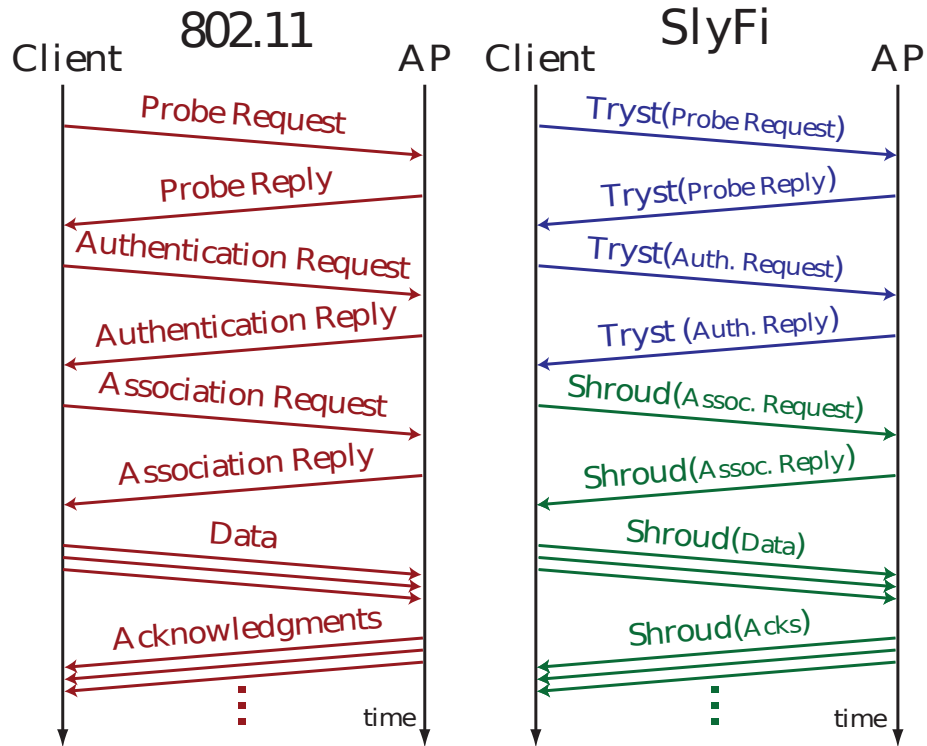 802.11
Client
AP
Probe Request
Probe Reply
Authentication Request
Authentication Reply
Association Request
Association Reply
Data
Acknowledgments
time
SlyFi
Client
AP
Tryst(Probe Request)
Tryst(Probe Reply)
Tryst(Auth. Request)
Tryst (Auth. Reply)
Shroud(Assoc. Request)
Shroud(Assoc. Reply)
Shroud(Data)
Shroud(Acks)
time